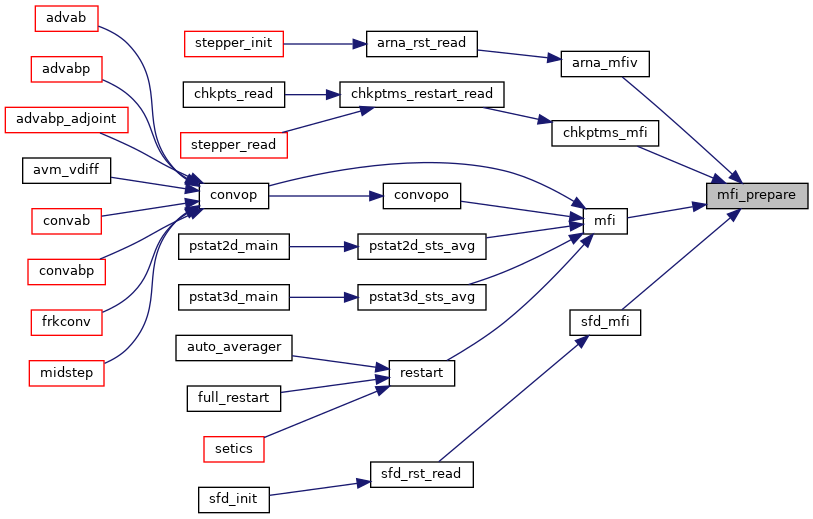 advab
stepper_init
arna_rst_read
arna_mfiv
advabp
chkpts_read
chkptms_restart_read
advabp_adjoint
chkptms_mfi
stepper_read
avm_vdiff
convop
convopo
mfi_prepare
convab
mfi
pstat2d_main
pstat2d_sts_avg
convabp
pstat3d_main
pstat3d_sts_avg
frkconv
sfd_mfi
auto_averager
midstep
restart
full_restart
setics
sfd_rst_read
sfd_init